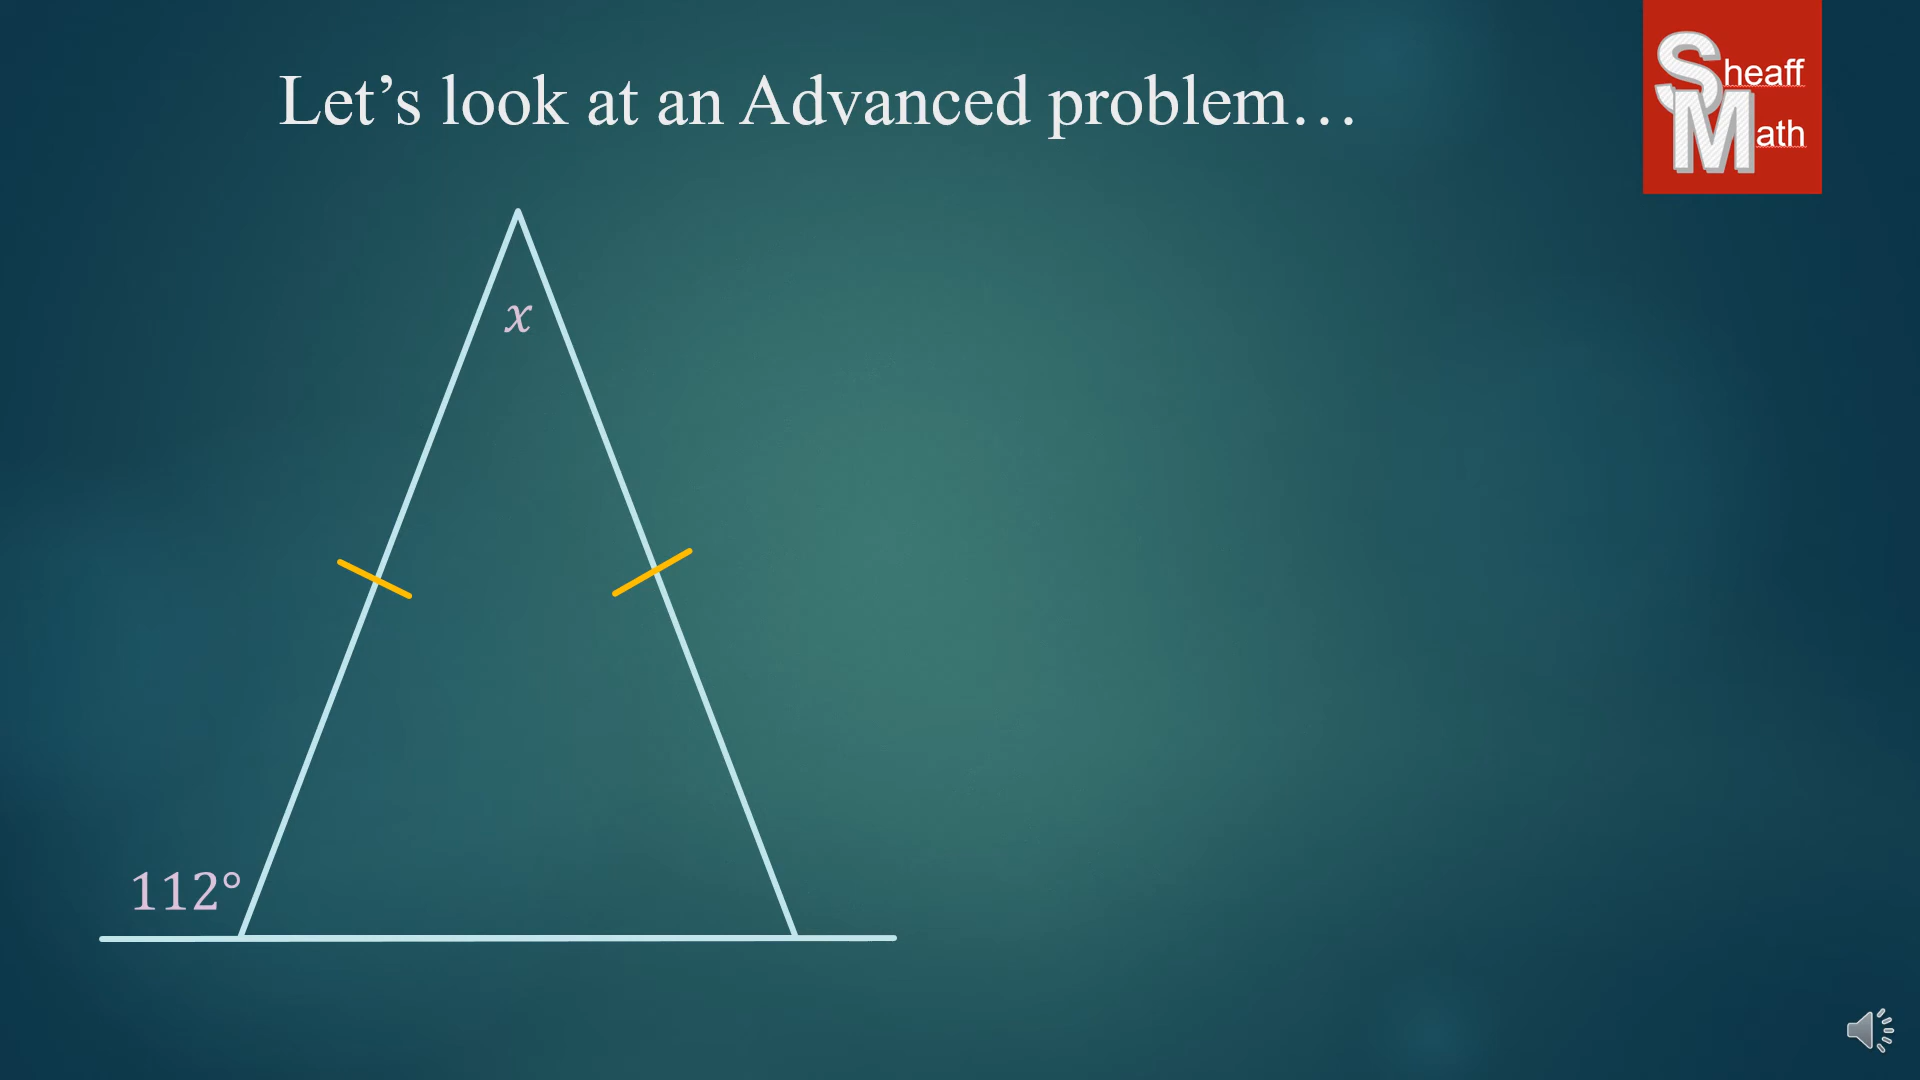 Let’s look at an Advanced problem…
Sheaff
Math
x
112°